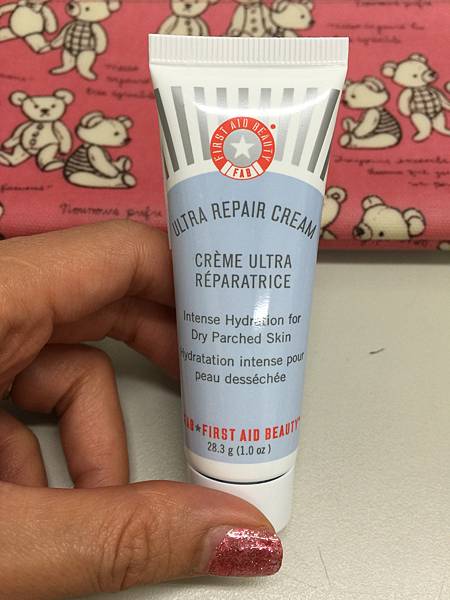 FIRST AID BEAUTY
FAB
ULTRA REPAIR CREAM
CRÈME ULTRA
RÉPARATRICE
Intense Hydration for
Dry Parched Skin
Hydratation intense pour
peau desséchée
FAB★FIRST AID BEAUTY
28.3 g (1.0 oz)
Nounours